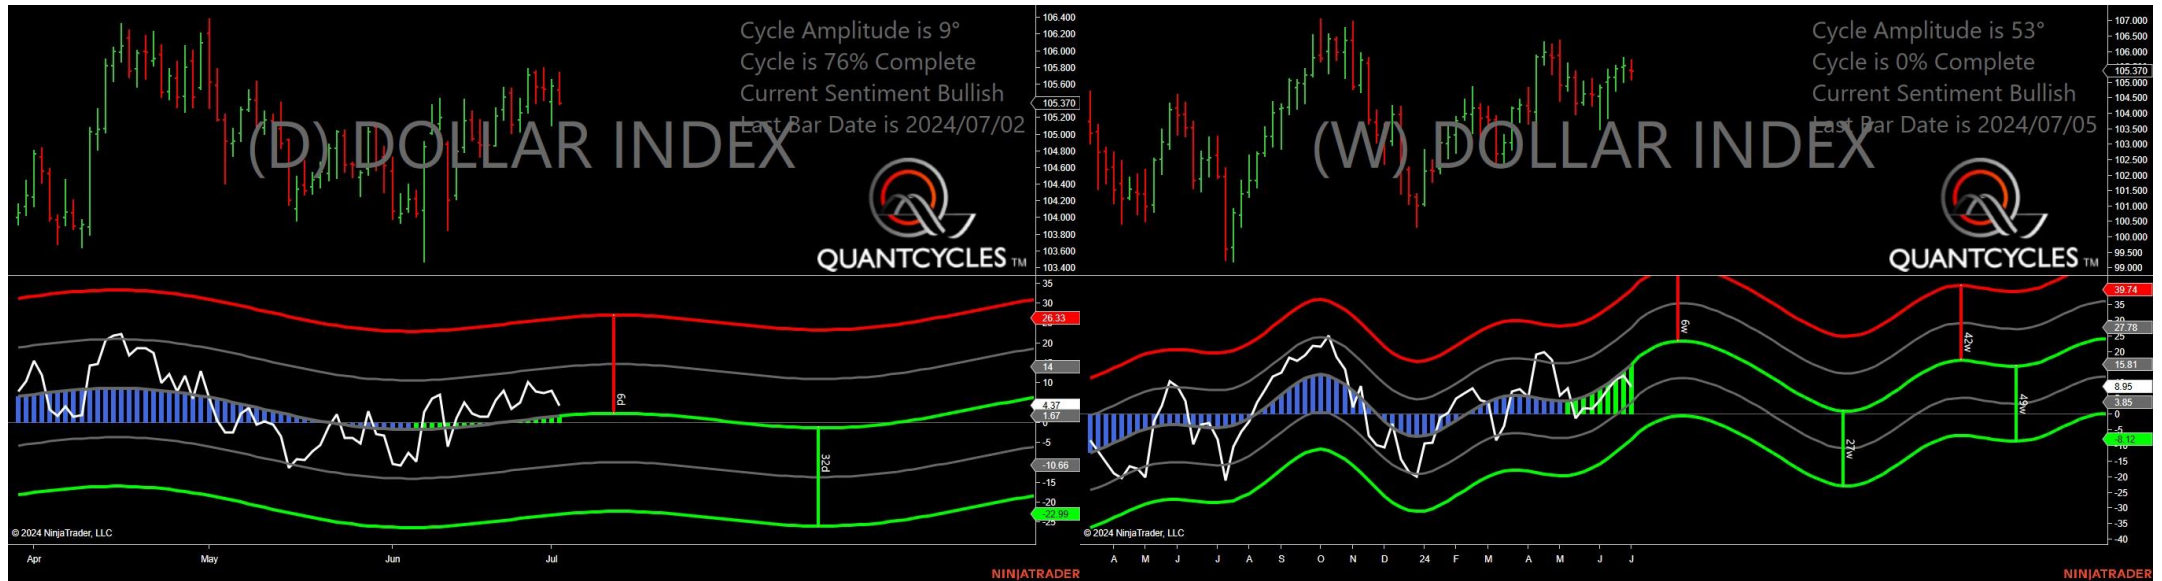 Cycle Amplitude is 9°
Cycle is 76% Complete
Current Sentiment Bullish
Last Bar Date is 2024/07/02
(D) DOLLAR INDEX
QUANTCYCLES TM
106.400
106.200
106.000
105.800
105.600
105.370
105.200
105.000
104.800
104.600
104.400
104.200
104.000
103.800
103.600
103.400
35
30
26.33
20
14
10
4.37
1.67
0
-5
-10.66
-15
-20
-22.99
-25
6d
32d
© 2024 NinjaTrader, LLC
Apr May Jun Jul
NINJATRADER
Cycle Amplitude is 53°
Cycle is 0% Complete
Current Sentiment Bullish
Last Bar Date is 2024/07/05
(W) DOLLAR INDEX
QUANTCYCLES TM
107.000
106.500
106.000
105.370
105.000
104.500
104.000
103.500
103.000
102.500
102.000
101.500
101.000
100.500
100.000
99.500
99.000
39.74
35
30
27.78
25
20
15.81
8.95
3.85
0
-5
-8.12
-10
-15
-20
-25
-30
-35
-40
6w
27w
42w
49w
© 2024 NinjaTrader, LLC
A M J J A S O N D 24 F M A M J J
NINJATRADER